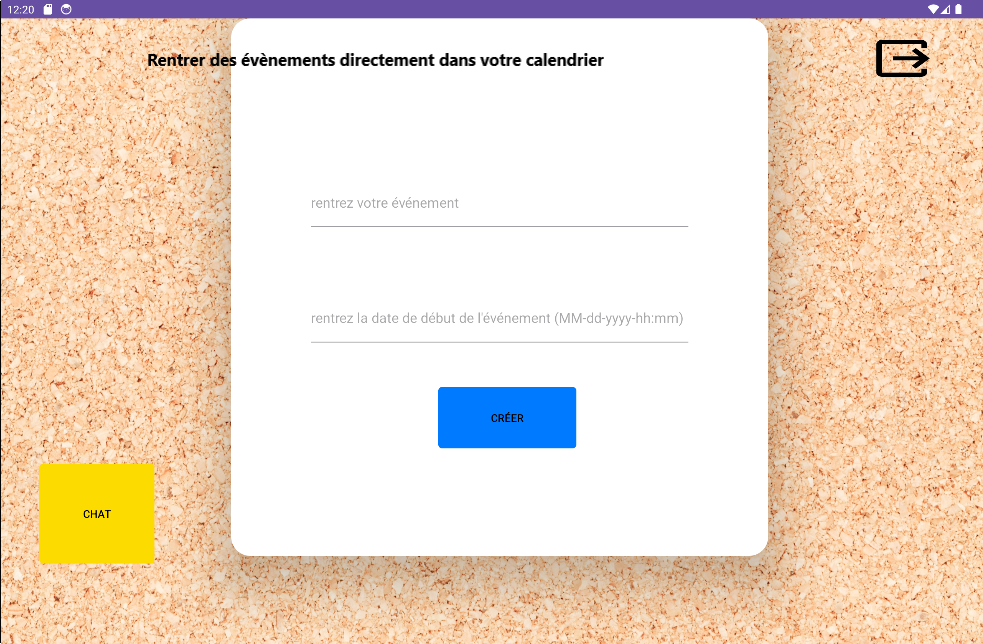 12:20
Rentrer des évènements directement dans votre calendrier
rentrez votre événement
rentrez la date de début de l'événement (MM-dd-yyyy-hh:mm)
CRÉER
CHAT